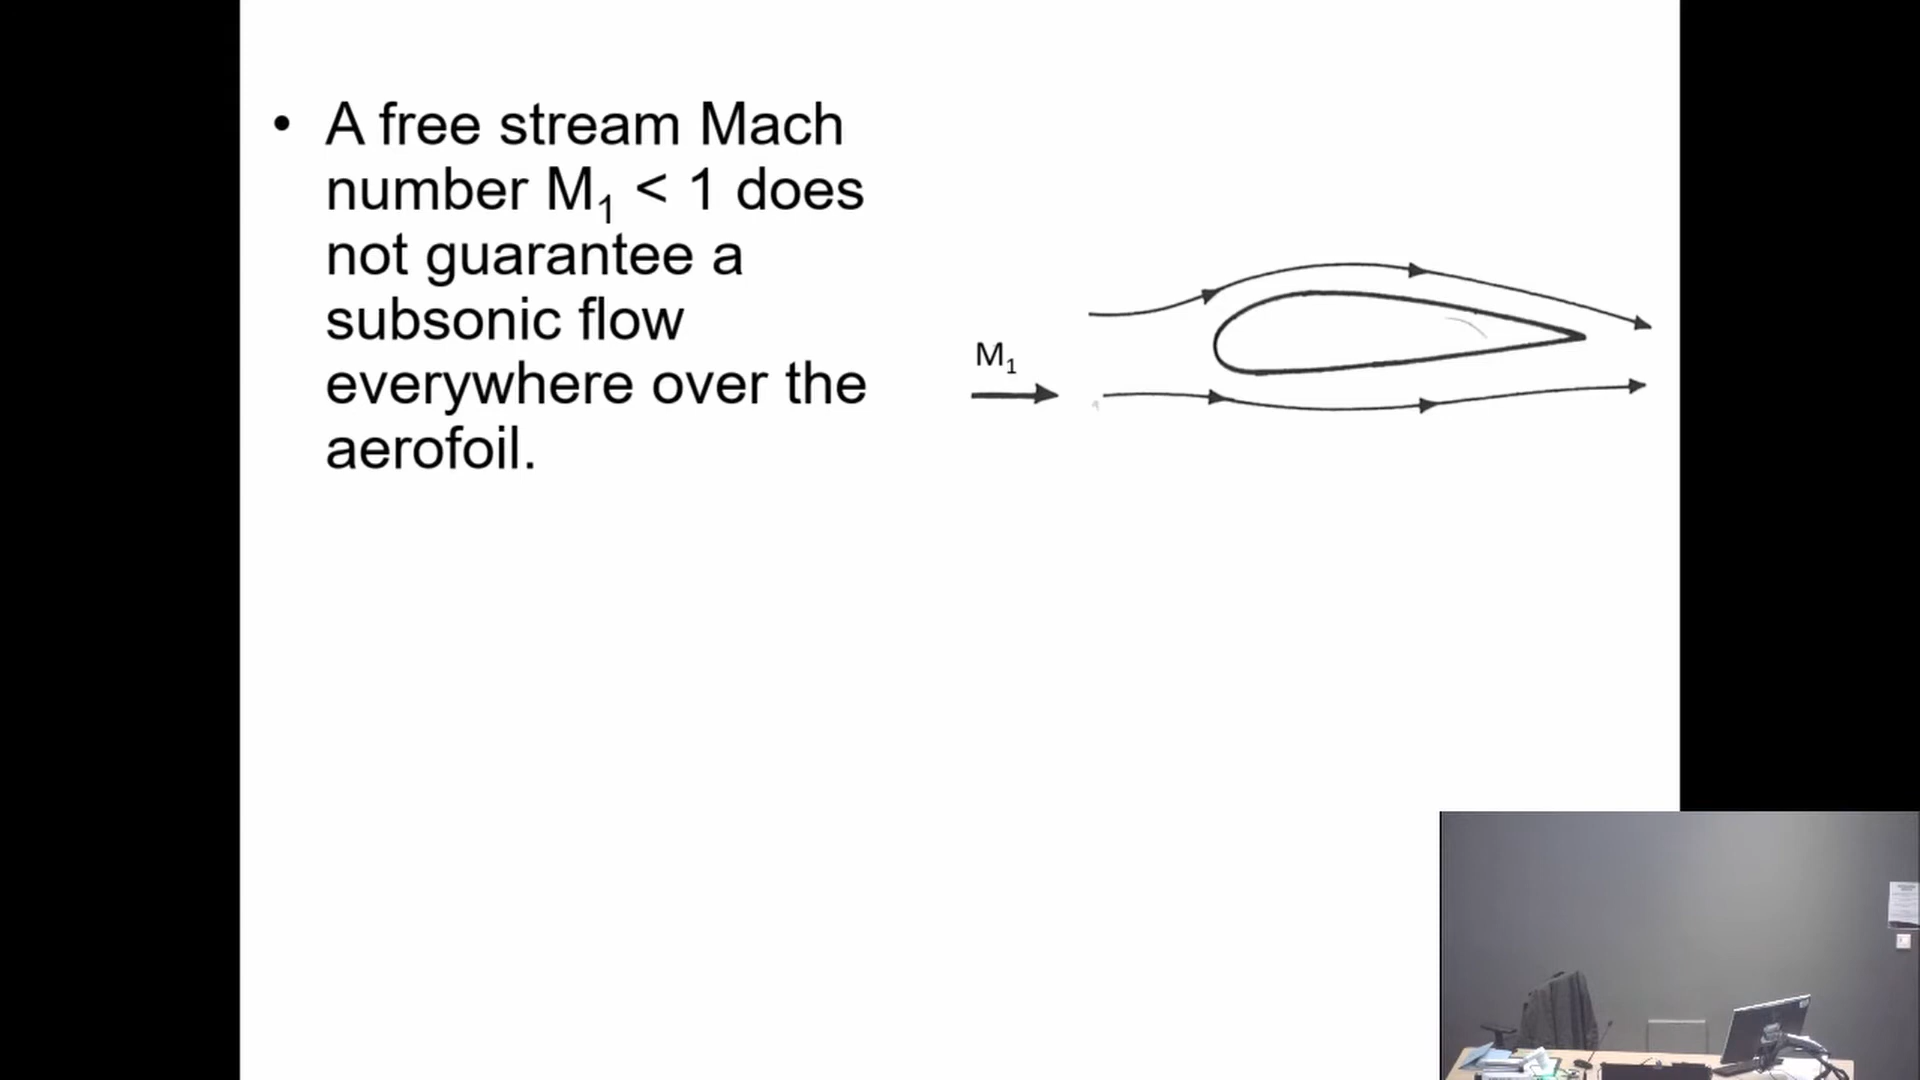 • A free stream Mach
number M₁ < 1 does
not guarantee a
subsonic flow
everywhere over the
aerofoil.
M₁